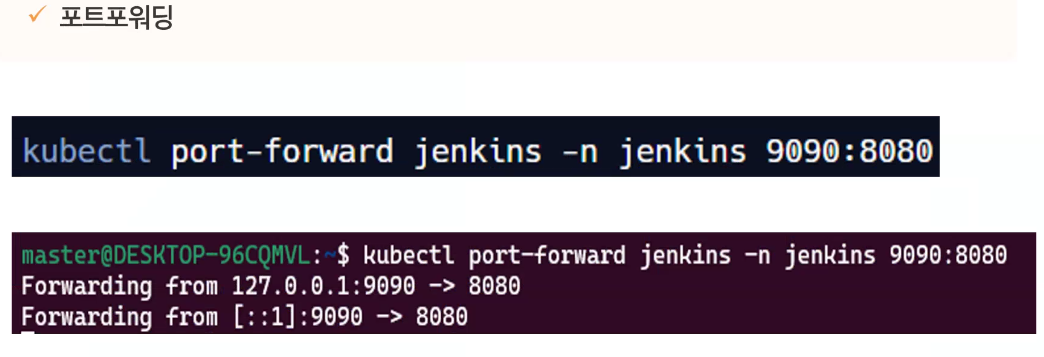 ✓ 포트포워딩
kubectl port-forward jenkins -n jenkins 9090:8080
master@DESKTOP-96CQMVL:~$ kubectl port-forward jenkins -n jenkins 9090:8080
Forwarding from 127.0.0.1:9090 -> 8080
Forwarding from [::1]:9090 -> 8080